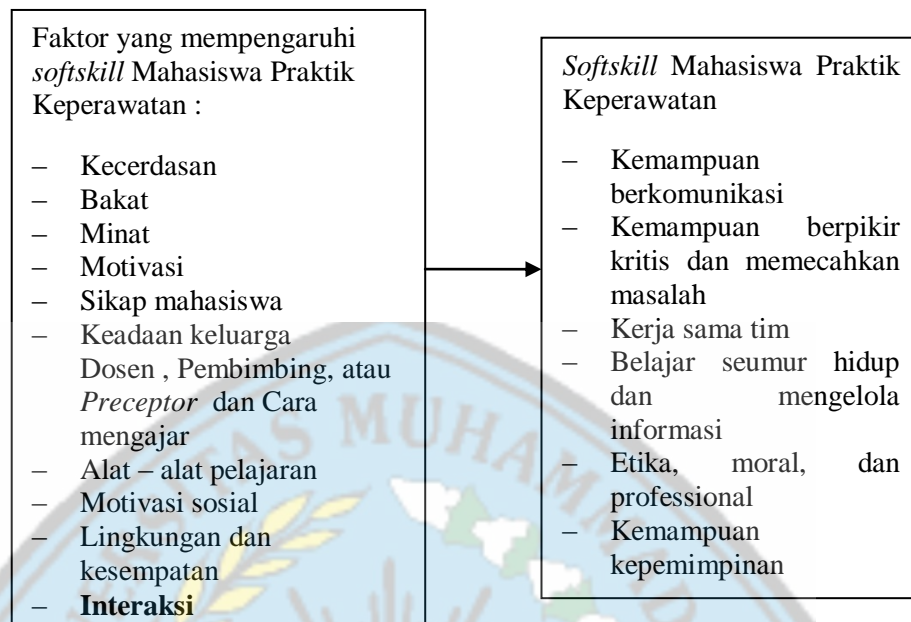 Faktor yang mempengaruhi
softskill Mahasiswa Praktik
Keperawatan :
– Kecerdasan
– Bakat
– Minat
– Motivasi
– Sikap mahasiswa
– Keadaan keluarga
Dosen , Pembimbing, atau
Preceptor dan Cara
mengajar
– Alat – alat pelajaran
– Motivasi sosial
– Lingkungan dan
kesempatan
– Interaksi
Softskill Mahasiswa Praktik
Keperawatan
– Kemampuan
berkomunikasi
– Kemampuan berpikir
kritis dan memecahkan
masalah
– Kerja sama tim
– Belajar seumur hidup
dan mengelola
informasi
– Etika, moral, dan
professional
– Kemampuan
kepemimpinan